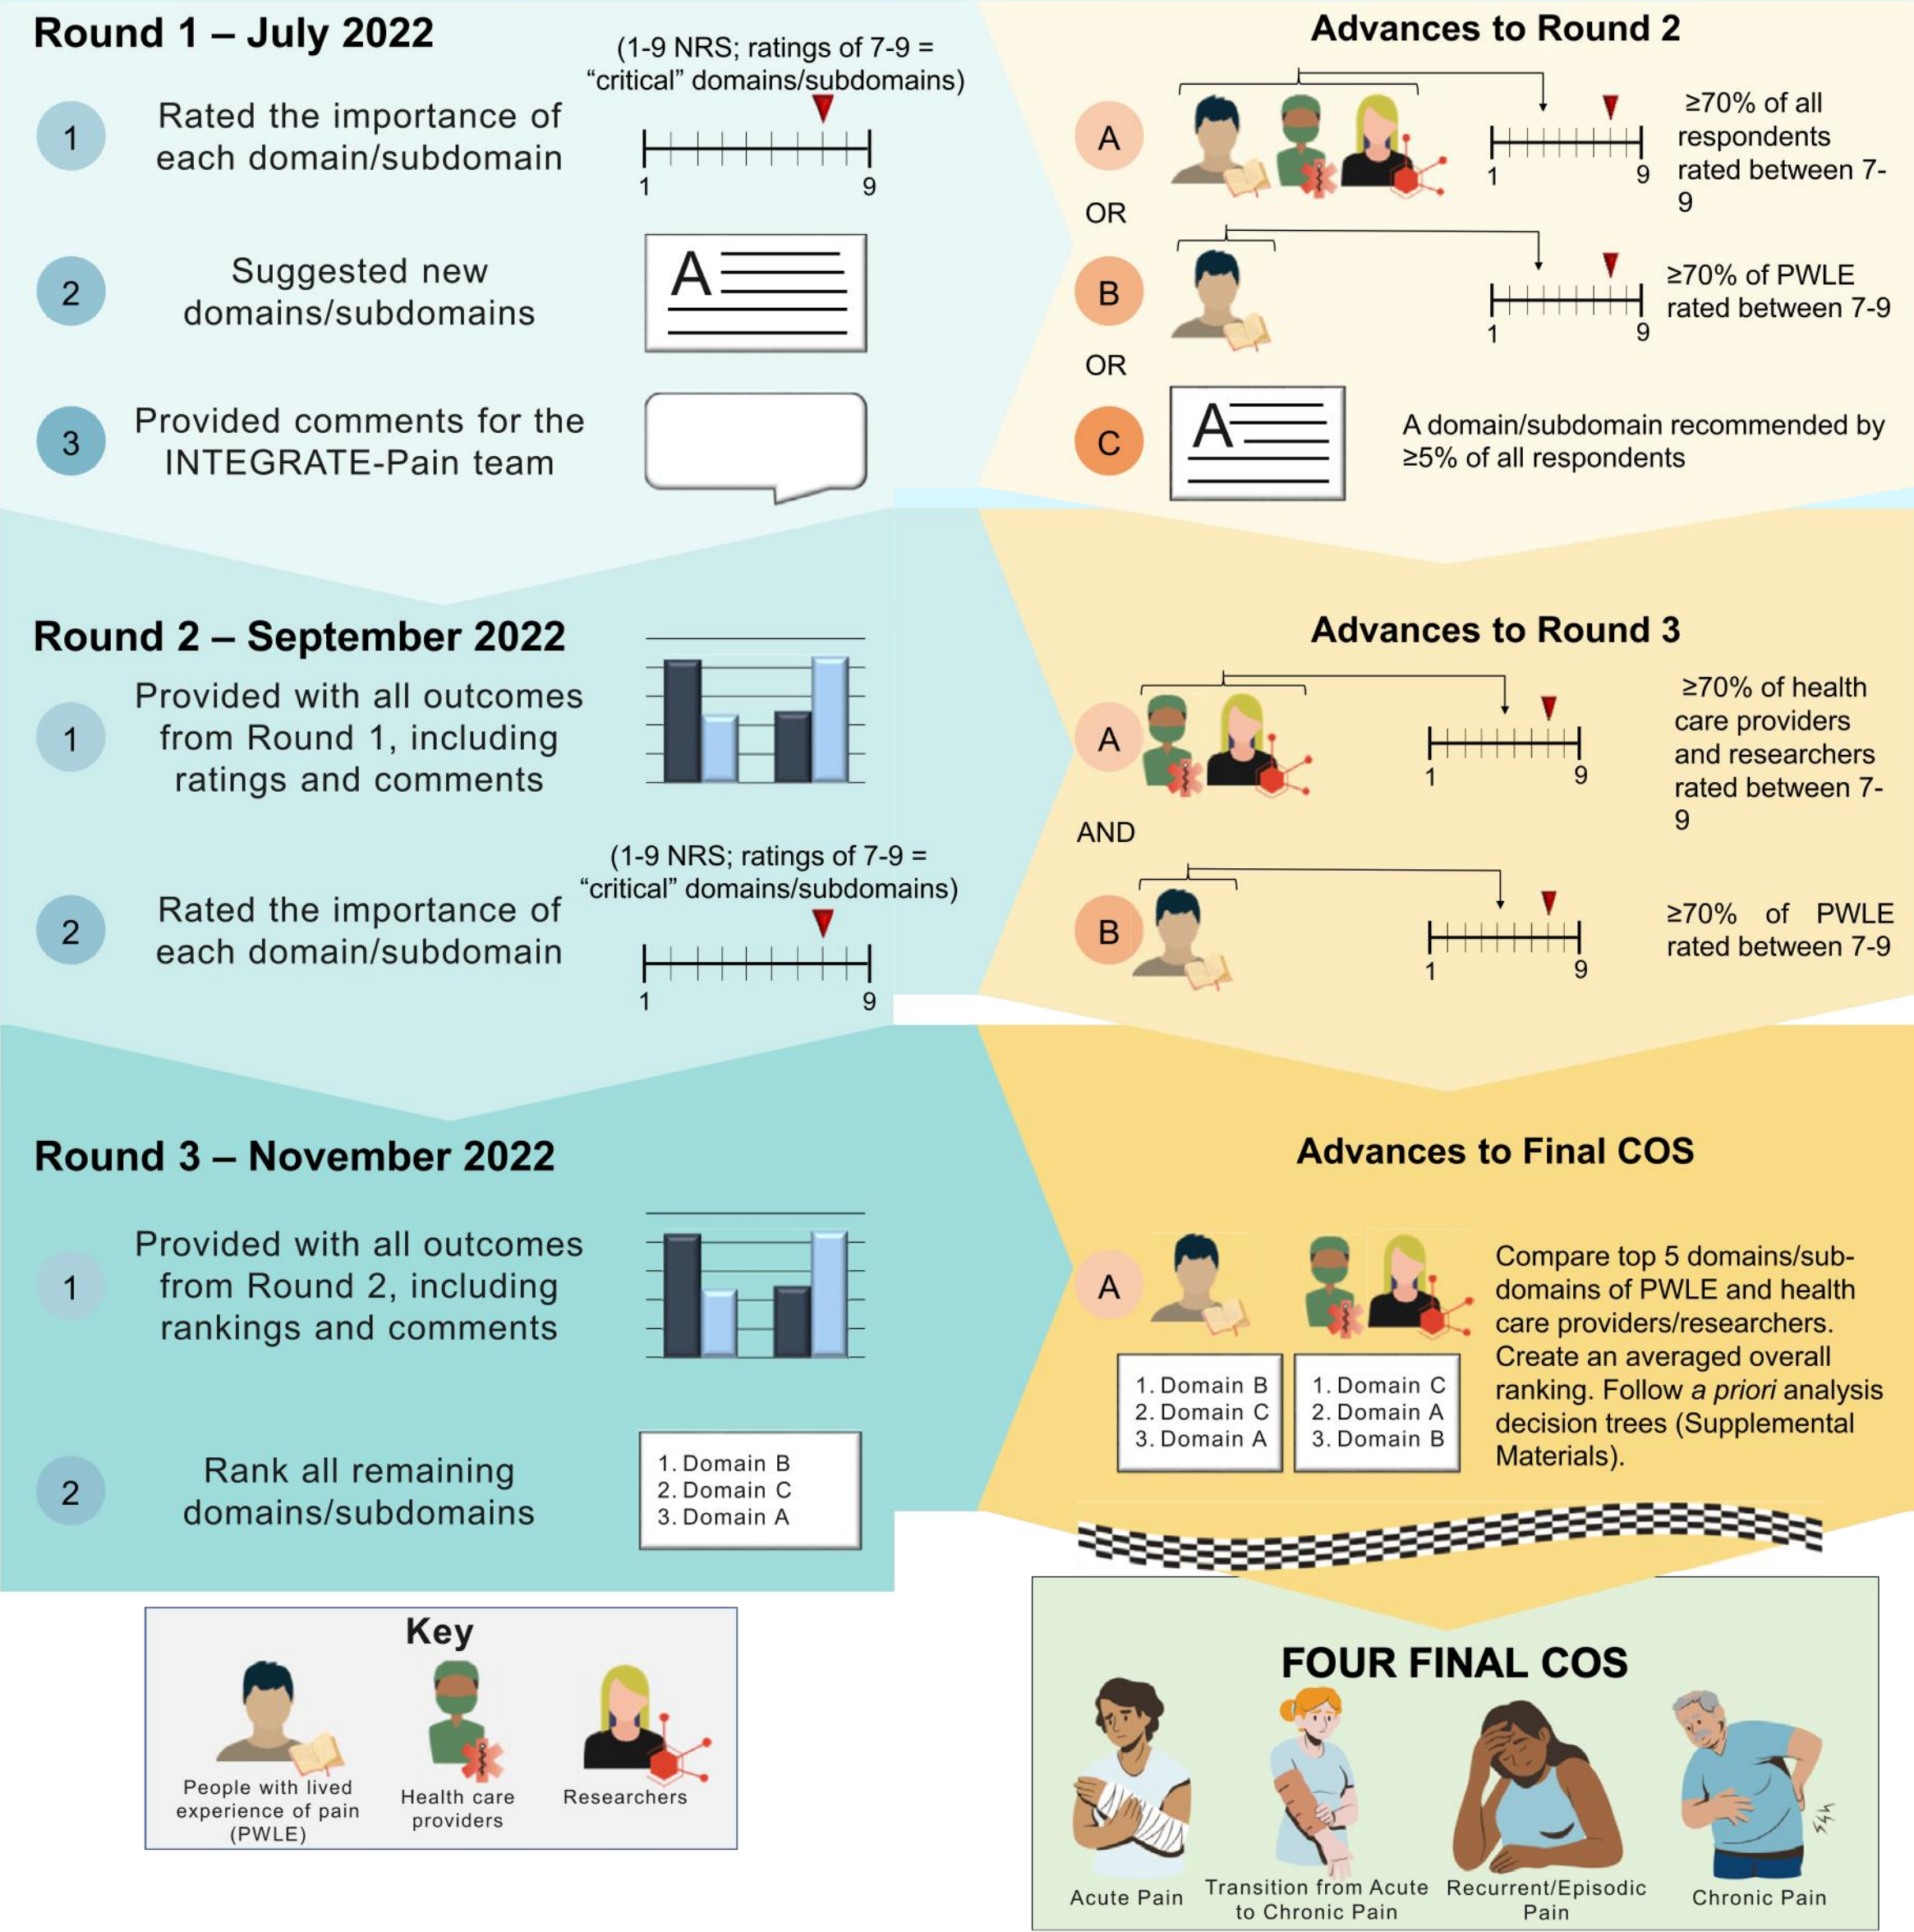 Round 1 – July 2022
(1-9 NRS; ratings of 7-9 =
“critical” domains/subdomains)
1
Rated the importance of
each domain/subdomain
1
9
2
Suggested new
domains/subdomains
A
3
Provided comments for the
INTEGRATE-Pain team
Advances to Round 2
A
1
9
≥70% of all
respondents
rated between 7-
9
OR
B
1
9
≥70% of PWLE
rated between 7-9
OR
C
A
A domain/subdomain recommended by
≥5% of all respondents
Round 2 – September 2022
1
Provided with all outcomes
from Round 1, including
ratings and comments
(1-9 NRS; ratings of 7-9 =
“critical” domains/subdomains)
2
Rated the importance of
each domain/subdomain
1
9
Advances to Round 3
A
1
9
≥70% of health
care providers
and researchers
rated between 7-
9
AND
B
1
9
≥70% of PWLE
rated between 7-9
Round 3 – November 2022
1
Provided with all outcomes
from Round 2, including
rankings and comments
2
Rank all remaining
domains/subdomains
1. Domain B
2. Domain C
3. Domain A
Advances to Final COS
A
1. Domain B
2. Domain C
3. Domain A
1. Domain C
2. Domain A
3. Domain B
Compare top 5 domains/sub-
domains of PWLE and health
care providers/researchers.
Create an averaged overall
ranking. Follow a priori analysis
decision trees (Supplemental
Materials).
Key
People with lived
experience of pain
(PWLE)
Health care
providers
Researchers
FOUR FINAL COS
Acute Pain
Transition from Acute
to Chronic Pain
Recurrent/Episodic
Pain
Chronic Pain